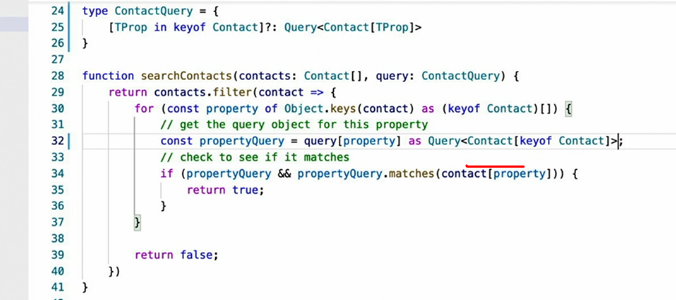 24 type ContactQuery = {
25 [TProp in keyof Contact]?: Query<Contact[TProp]>
26 }
27
28 function searchContacts(contacts: Contact[], query: ContactQuery) {
29 return contacts.filter(contact => {
30 for (const property of Object.keys(contact) as (keyof Contact)[]) {
31 // get the query object for this property
32 const propertyQuery = query[property] as Query<Contact[keyof Contact]>;
33 // check to see if it matches
34 if (propertyQuery && propertyQuery.matches(contact[property])) {
35 return true;
36 }
37 }
38
39 return false;
40 })
41 }